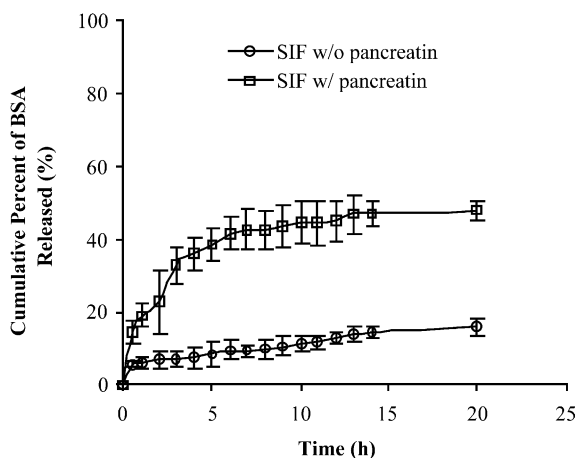 100
80
60
40
20
0
Cumulative Percent of BSA
Released (%)
SIF w/o pancreatin
SIF w/ pancreatin
0
5
10
15
20
25
Time (h)